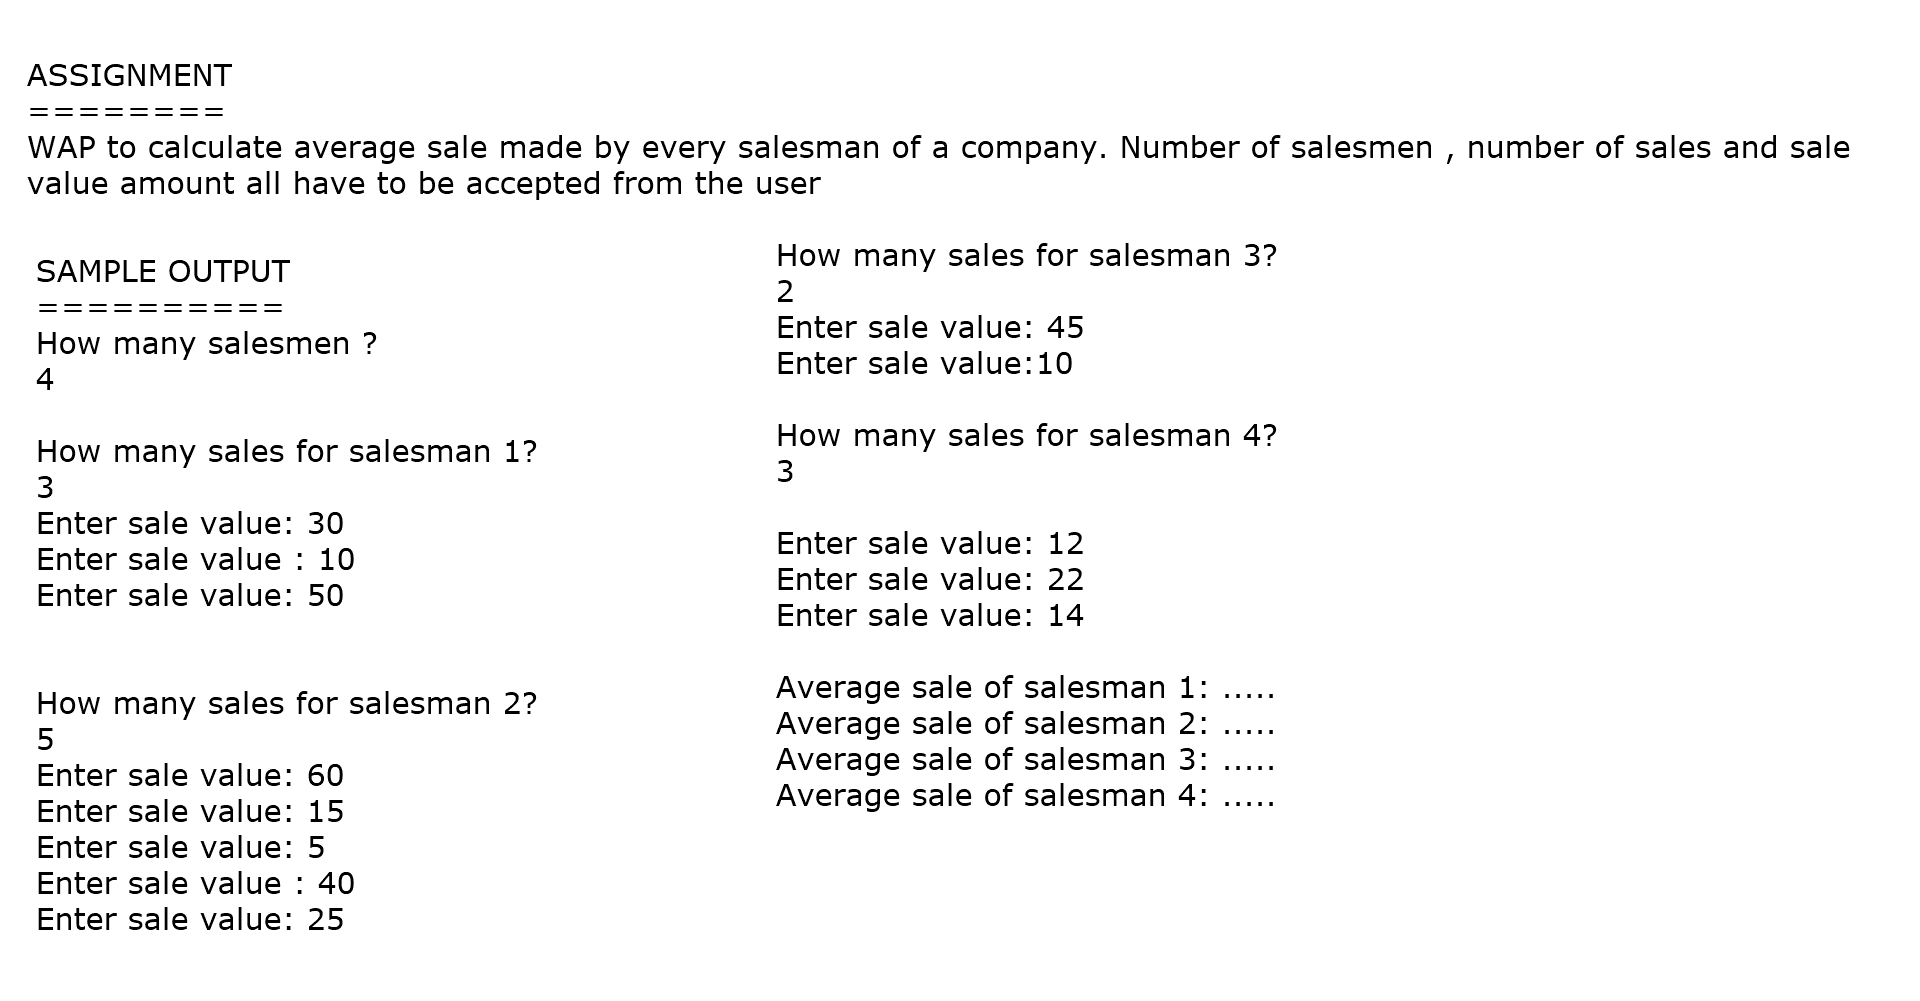 ASSIGNMENT
========
WAP to calculate average sale made by every salesman of a company. Number of salesmen , number of sales and sale
value amount all have to be accepted from the user
SAMPLE OUTPUT
==========
How many salesmen ?
4
How many sales for salesman 1?
3
Enter sale value: 30
Enter sale value : 10
Enter sale value: 50
How many sales for salesman 2?
5
Enter sale value: 60
Enter sale value: 15
Enter sale value: 5
Enter sale value : 40
Enter sale value: 25
How many sales for salesman 3?
2
Enter sale value: 45
Enter sale value:10
How many sales for salesman 4?
3
Enter sale value: 12
Enter sale value: 22
Enter sale value: 14
Average sale of salesman 1: .....
Average sale of salesman 2: .....
Average sale of salesman 3: .....
Average sale of salesman 4: .....